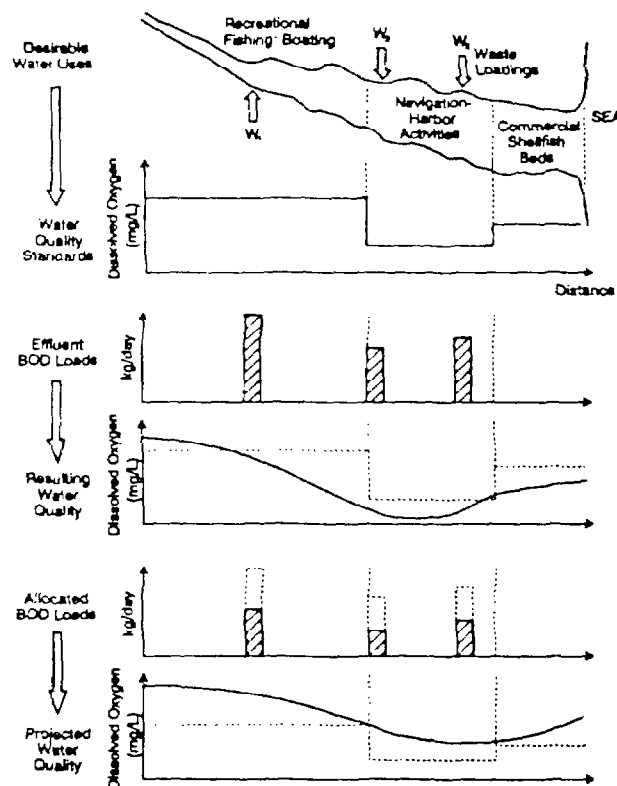 Desirable
Water Uses
Recreational
Fishing Boating
Waste
Loadings
Navigation-
Harbor
Activities
Commercial
Shellfish
Beds
SEA
Water
Quality
Standards
Dissolved Oxygen
(mg/L)
Distance
Effluent
BOD Loads
kg/day
Resulting
Water
Quality
Dissolved Oxygen
(mg/L)
Allocated
BOD Loads
kg/day
Projected
Water
Quality
Dissolved Oxygen
(mg/L)